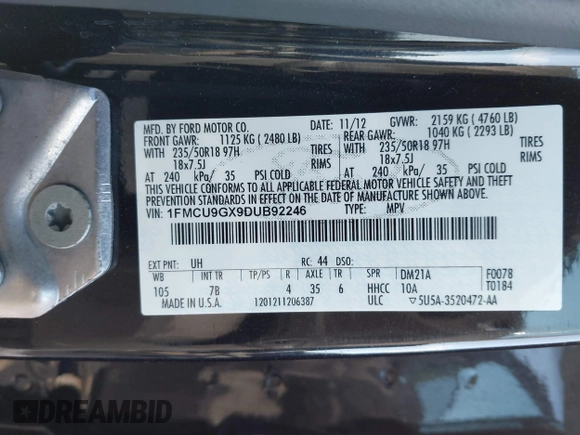 MFD. BY FORD MOTOR CO. DATE: 11/12 GVWR: 2159 KG ( 4760 LB)
FRONT GAWR: 1125 KG ( 2480 LB) REAR GAWR: 1040 KG ( 2293 LB)
WITH 235/50R18 97H TIRES WITH 235/50R18 97H TIRES
18x7.5J RIMS 18x7.5J RIMS
AT 240 kPa/ 35 PSI COLD AT 240 kPa/ 35 PSI COLD
THIS VEHICLE CONFORMS TO ALL APPLICABLE FEDERAL MOTOR VEHICLE SAFETY AND THEFT
PREVENTION STANDARDS IN EFFECT ON THE DATE OF MANUFACTURE SHOWN ABOVE.
VIN: 1FMCU9GX9DUB92246 TYPE: MPV
EXT PNT: UH RC: 44 DSO:
WB INT TR TP/PS R AXLE TR SPR DM21A F0078
105 7B 4 35 6 HHCC 10A T0184
MADE IN U.S.A. 1201211206387 ULC 5U5A-3520472-AA
DREAMBID